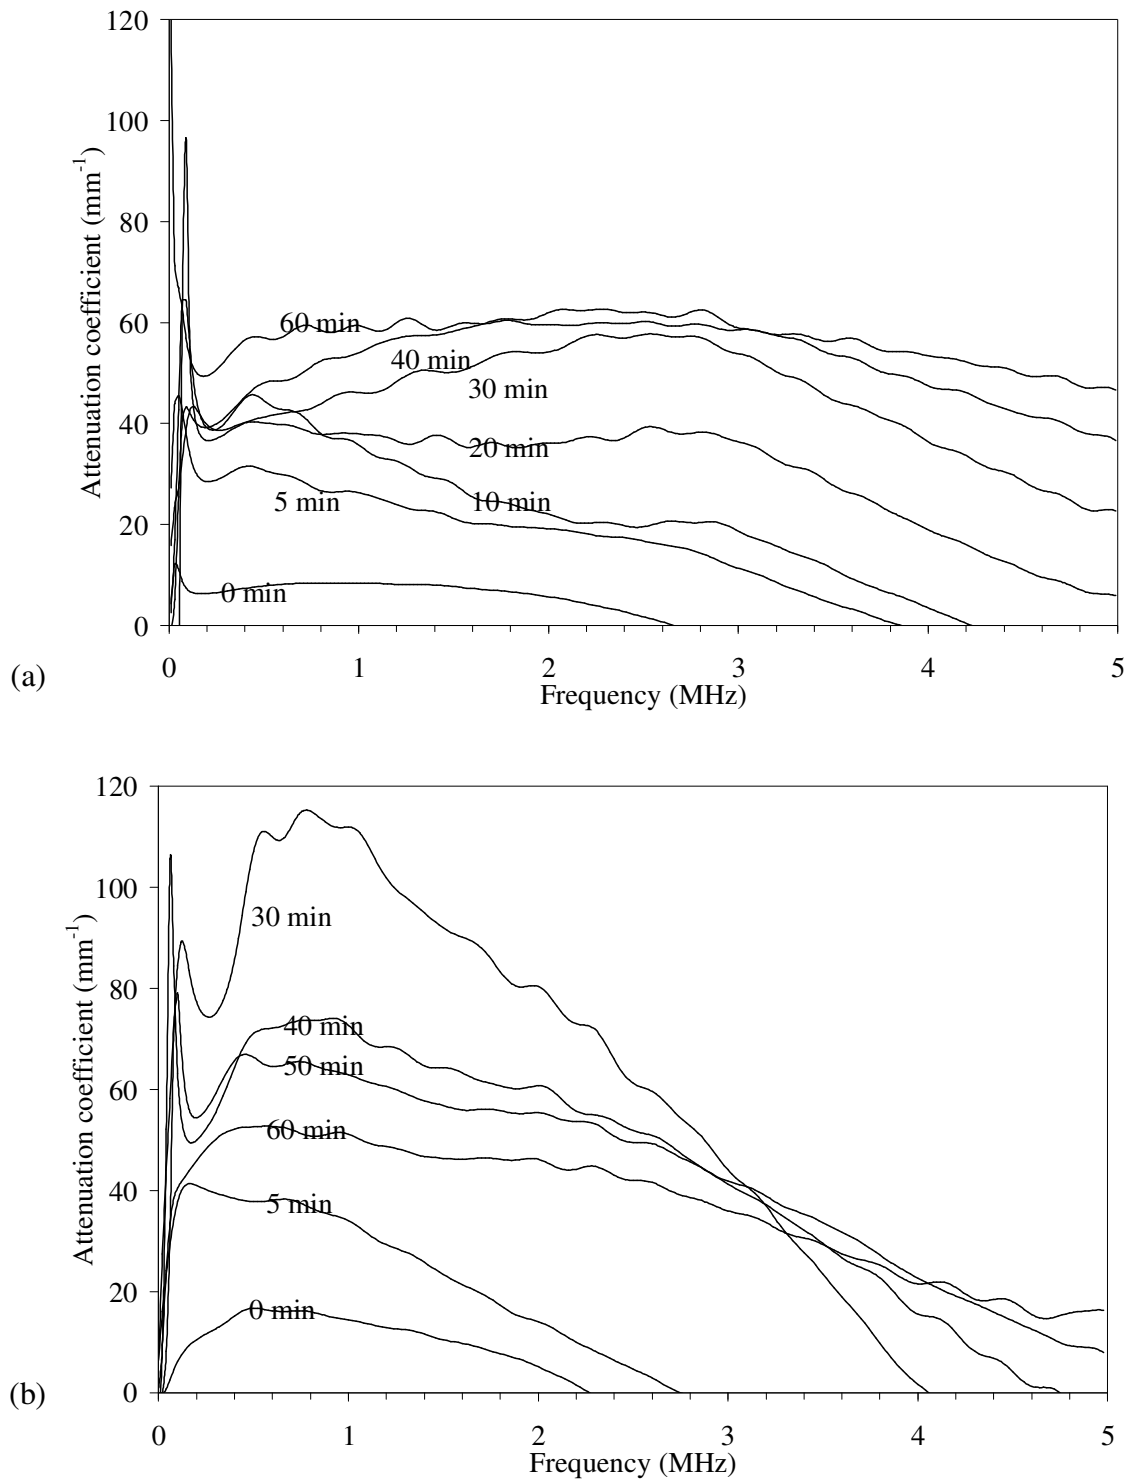 120
100
80
60
40
20
0
Attenuation coefficient (mm⁻¹)
60 min
40 min
30 min
20 min
5 min
10 min
0 min
0 1 2 3 4 5
(a)
Frequency (MHz)
120
100
80
60
40
20
0
Attenuation coefficient (mm⁻¹)
30 min
40 min
50 min
60 min
5 min
0 min
(b)
0 1 2 3 4 5
Frequency (MHz)